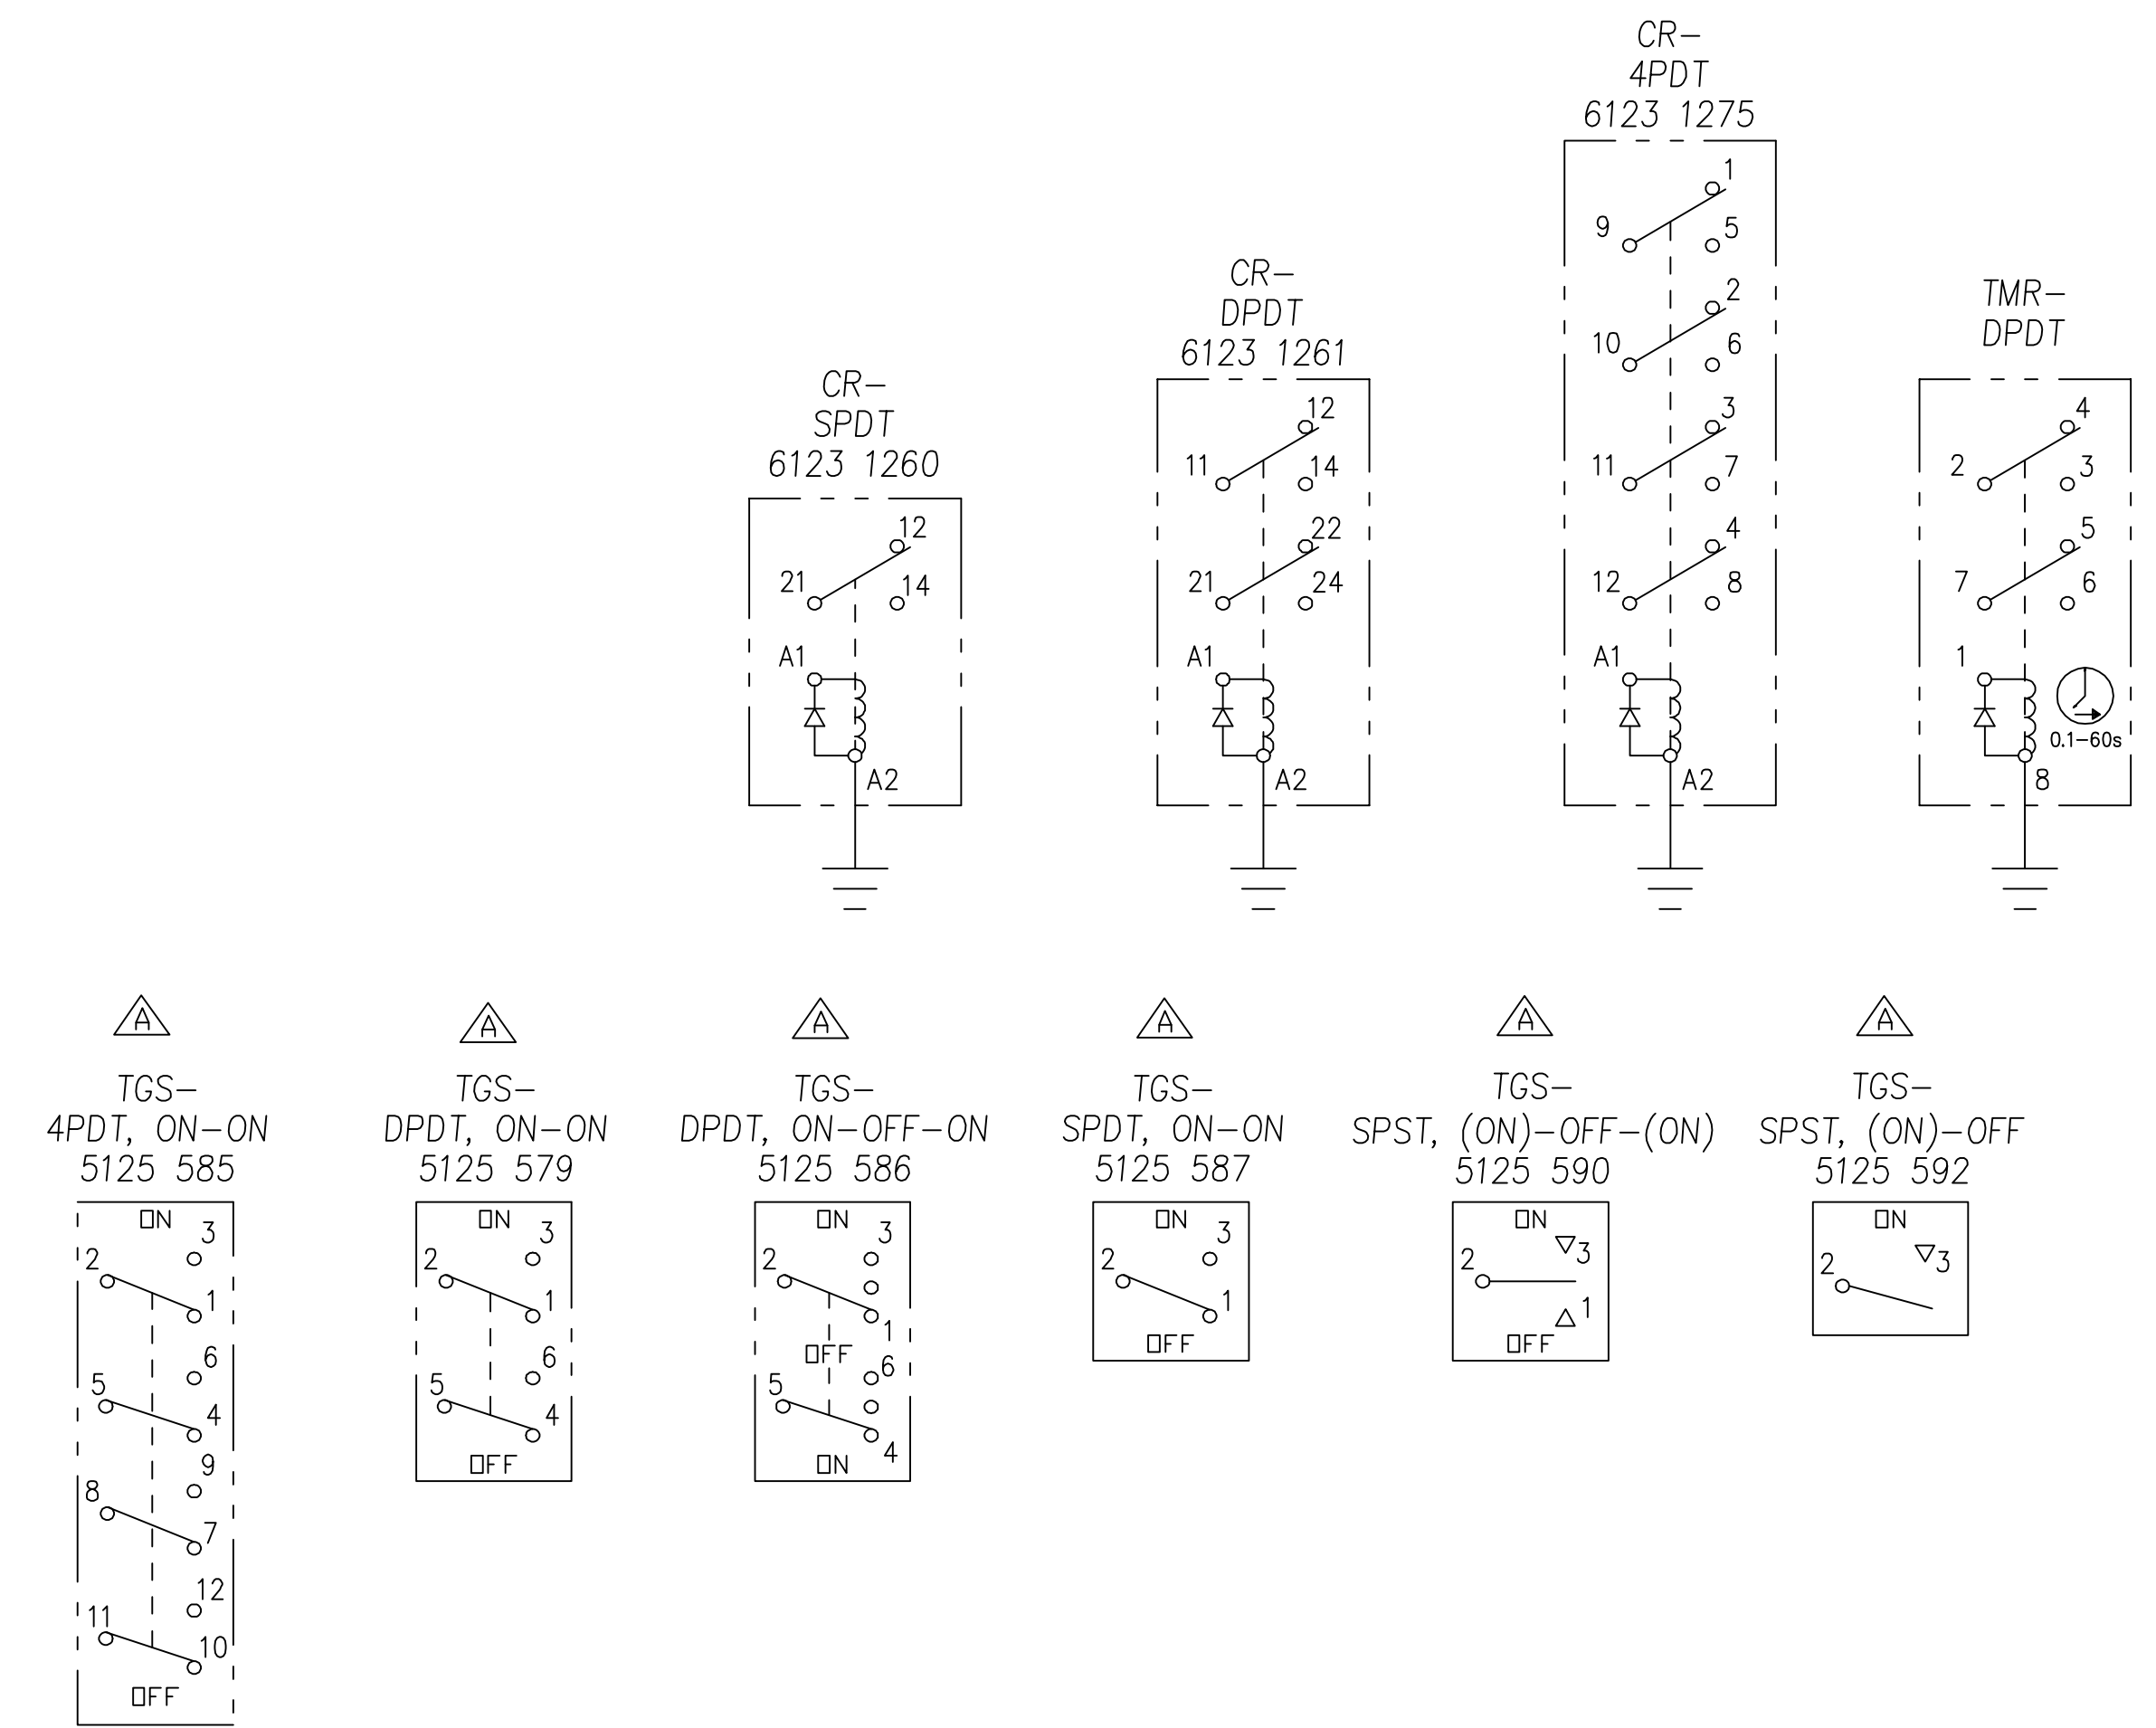 CR-
SPDT
6123 1260
12
21
14
A1
A2
CR-
DPDT
6123 1261
12
11
14
22
21
24
A1
A2
CR-
4PDT
6123 1275
1
9
5
2
10
6
3
11
7
4
12
8
A1
A2
TMR-
DPDT
4
2
3
5
7
6
1
0.1-60s
8
A
TGS-
4PDT, ON-ON
5125 585
ON
3
2
1
6
5
4
9
8
7
12
11
10
OFF
A
TGS-
DPDT, ON-ON
5125 579
ON
3
2
1
6
5
4
OFF
A
TGS-
DPDT, ON-OFF-ON
5125 586
ON
3
2
1
OFF
6
5
4
ON
A
TGS-
SPDT, ON-ON
5125 587
ON
3
2
1
OFF
A
TGS-
SPST, (ON)-OFF-(ON)
5125 590
ON
3
2
1
OFF
A
TGS-
SPST, (ON)-OFF
5125 592
ON
3
2